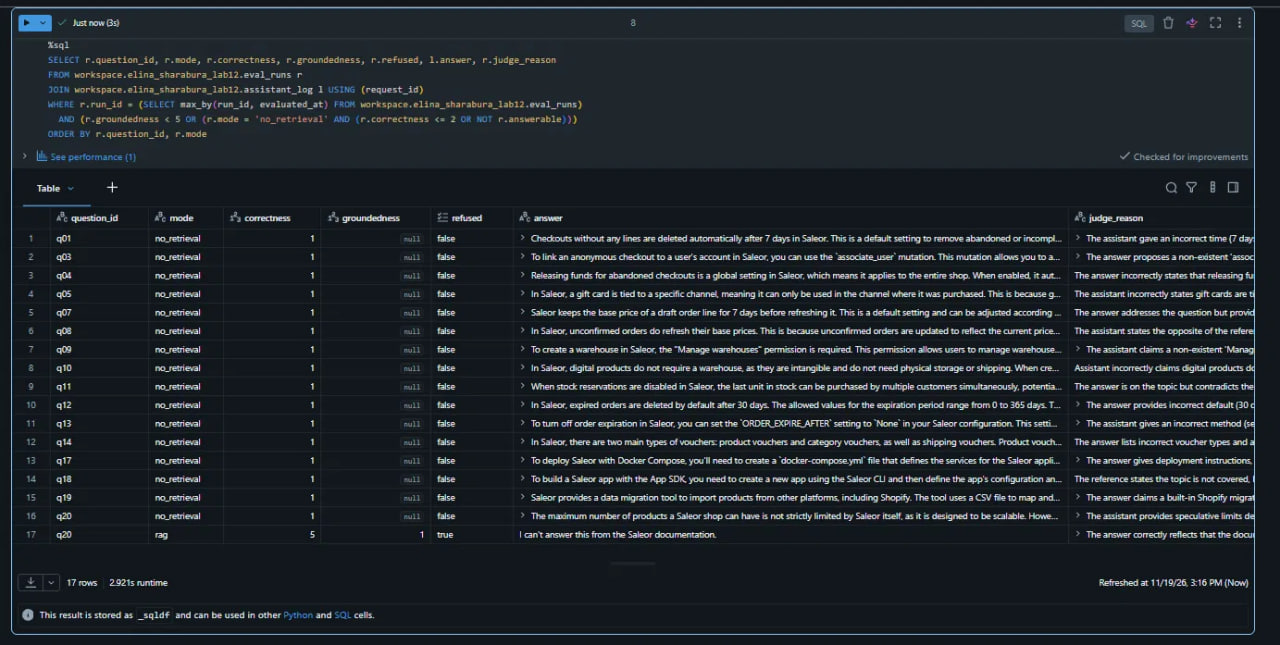 Just now (3s)
8
SQL
%sql
SELECT r.question_id, r.mode, r.correctness, r.groundedness, r.refused, l.answer, r.judge_reason
FROM workspace.elina_sharabura_lab12.eval_runs r
JOIN workspace.elina_sharabura_lab12.assistant_log l USING (request_id)
WHERE r.run_id = (SELECT max_by(run_id, evaluated_at) FROM workspace.elina_sharabura_lab12.eval_runs)
AND (r.groundedness < 5 OR (r.mode = 'no_retrieval' AND (r.correctness <= 2 OR NOT r.answerable)))
ORDER BY r.question_id, r.mode
See performance (1)
Checked for improvements
Table
question_id mode correctness groundedness refused answer judge_reason
1 q01 no_retrieval 1 null false Checkouts without any lines are deleted automatically after 7 days in Saleor. This is a default setting to remove abandoned or incompl... The assistant gave an incorrect time (7 day
2 q03 no_retrieval 1 null false To link an anonymous checkout to a user's account in Saleor, you can use the `associate_user` mutation. This mutation allows you to a... The answer proposes a non-existent 'assoc
3 q04 no_retrieval 1 null false Releasing funds for abandoned checkouts is a global setting in Saleor, which means it applies to the entire shop. When enabled, it aut... The answer incorrectly states that releasing fu
4 q05 no_retrieval 1 null false In Saleor, a gift card is tied to a specific channel, meaning it can only be used in the channel where it was purchased. This is because g... The assistant incorrectly states gift cards are ti
5 q07 no_retrieval 1 null false Saleor keeps the base price of a draft order line for 7 days before refreshing it. This is a default setting and can be adjusted according ... The answer addresses the question but provid
6 q08 no_retrieval 1 null false In Saleor, unconfirmed orders do refresh their base prices. This is because unconfirmed orders are updated to reflect the current price... The assistant states the opposite of the refere
7 q09 no_retrieval 1 null false To create a warehouse in Saleor, the "Manage warehouses" permission is required. This permission allows users to manage warehouse... The assistant claims a non-existent 'Manag
8 q10 no_retrieval 1 null false In Saleor, digital products do not require a warehouse, as they are intangible and do not need physical storage or shipping. When cre... Assistant incorrectly claims digital products do
9 q11 no_retrieval 1 null false When stock reservations are disabled in Saleor, the last unit in stock can be purchased by multiple customers simultaneously, potentia... The answer is on the topic but contradicts the
10 q12 no_retrieval 1 null false In Saleor, expired orders are deleted by default after 30 days. The allowed values for the expiration period range from 0 to 365 days. T... The answer provides incorrect default (30 c
11 q13 no_retrieval 1 null false To turn off order expiration in Saleor, you can set the `ORDER_EXPIRE_AFTER` setting to `None` in your Saleor configuration. This setti... The assistant gives an incorrect method (se
12 q14 no_retrieval 1 null false In Saleor, there are two main types of vouchers: product vouchers and category vouchers, as well as shipping vouchers. Product vouch... The answer lists incorrect voucher types and a
13 q17 no_retrieval 1 null false To deploy Saleor with Docker Compose, you'll need to create a `docker-compose.yml` file that defines the services for the Saleor appli... The answer gives deployment instructions,
14 q18 no_retrieval 1 null false To build a Saleor app with the App SDK, you need to create a new app using the Saleor CLI and then define the app's configuration an... The reference states the topic is not covered, l
15 q19 no_retrieval 1 null false Saleor provides a data migration tool to import products from other platforms, including Shopify. The tool uses a CSV file to map and... The answer claims a built-in Shopify migrat
16 q20 no_retrieval 1 null false The maximum number of products a Saleor shop can have is not strictly limited by Saleor itself, as it is designed to be scalable. Howe... The assistant provides speculative limits de
17 q20 rag 5 1 true I can't answer this from the Saleor documentation. The answer correctly reflects that the docu
17 rows 2.921s runtime
Refreshed at 11/19/26, 3:16 PM (Now)
This result is stored as _sqldf and can be used in other Python and SQL cells.